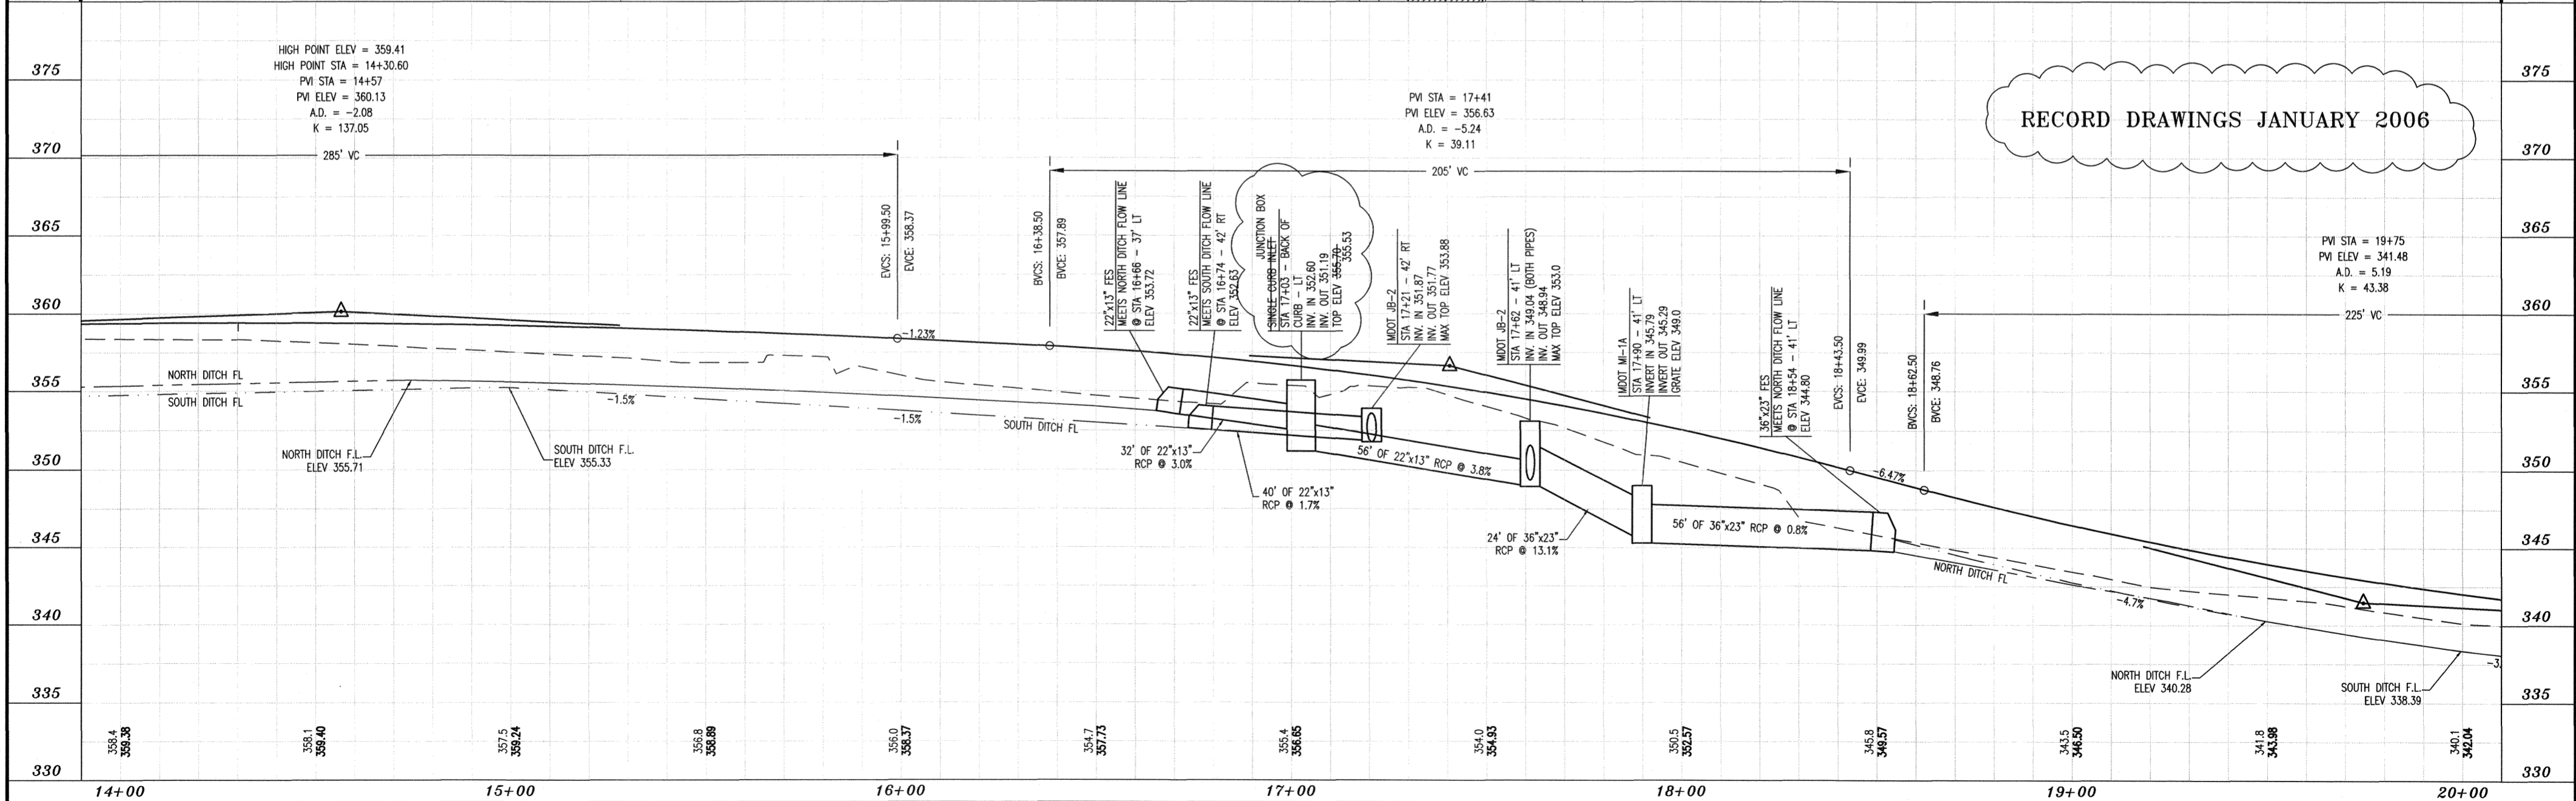 375
370
365
360
355
350
345
340
335
330
HIGH POINT ELEV = 359.41
HIGH POINT STA = 14+30.60
PVI STA = 14+57
PVI ELEV = 360.13
A.D. = -2.08
K = 137.05
285' VC
EVCS: 15+99.50
EVCE: 358.37
BVCS: 16+38.50
BVCE: 357.89
PVI STA = 17+41
PVI ELEV = 356.63
A.D. = -5.24
K = 39.11
205' VC
RECORD DRAWINGS JANUARY 2006
22"x13" FES
MEETS NORTH DITCH FLOW LINE
@ STA 16+66 - 37' LT
ELEV 353.72
22"x13" FES
MEETS SOUTH DITCH FLOW LINE
@ STA 16+74 - 42' RT
ELEV 352.63
JUNCTION BOX
SINGLE CURB INLET
STA 17+03 - BACK OF
CURB - LT
INV. IN 352.60
INV. OUT 351.19
TOP ELEV 355.70
355.53
MDOT JB-2
STA 17+21 - 42' RT
INV. IN 351.87
INV. OUT 351.77
MAX TOP ELEV 353.88
MDOT JB-2
STA 17+62 - 41' LT
INV. IN 349.04 (BOTH PIPES)
INV. OUT 348.94
MAX TOP ELEV 353.0
MDOT MI-1A
STA 17+90 - 41' LT
INVERT IN 345.79
INVERT OUT 345.29
GRATE ELEV 349.0
36"x23" FES
MEETS NORTH DITCH FLOW LINE
@ STA 18+54 - 41' LT
ELEV 344.80
EVCS: 18+43.50
EVCE: 349.99
BVCS: 18+62.50
BVCE: 348.76
PVI STA = 19+75
PVI ELEV = 341.48
A.D. = 5.19
K = 43.38
225' VC
-1.23%
-6.47%
NORTH DITCH FL
SOUTH DITCH FL
-1.5%
-1.5%
SOUTH DITCH FL
NORTH DITCH F.L.
ELEV 355.71
SOUTH DITCH F.L.
ELEV 355.33
32' OF 22"x13"
RCP @ 3.0%
40' OF 22"x13"
RCP @ 1.7%
56' OF 22"x13" RCP @ 3.8%
24' OF 36"x23"
RCP @ 13.1%
56' OF 36"x23" RCP @ 0.8%
NORTH DITCH FL
-4.7%
-3.
NORTH DITCH F.L.
ELEV 340.28
SOUTH DITCH F.L.
ELEV 338.39
375
370
365
360
355
350
345
340
335
330
358.4
359.38
358.1
359.40
357.5
359.24
356.8
358.89
356.0
358.37
354.7
357.73
355.4
356.65
354.0
354.93
350.5
352.57
345.8
349.57
343.5
346.50
341.8
343.98
340.1
342.04
14+00
15+00
16+00
17+00
18+00
19+00
20+00